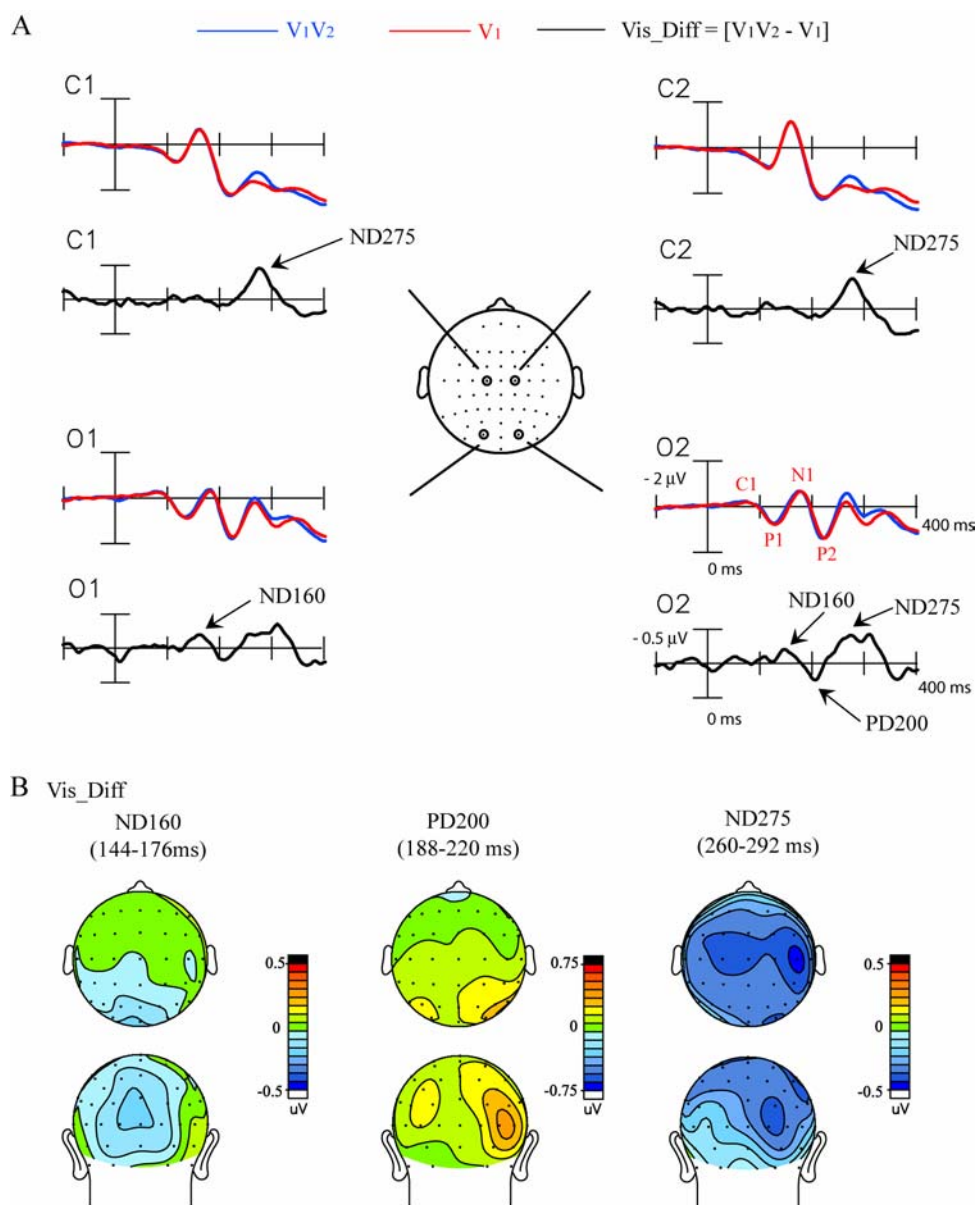 A
V1V2 V1 Vis_Diff = [V1V2 - V1]
C1 C2
C1 ND275 C2 ND275
O1 O2
- 2 µV C1 N1
P1 P2 400 ms
0 ms
O1 ND160 O2 ND160 ND275
- 0.5 µV
400 ms
0 ms PD200
B Vis_Diff
ND160 PD200 ND275
(144-176ms) (188-220 ms) (260-292 ms)
0.5 0.75 0.5
0 0 0
-0.5 -0.75 -0.5
uV uV uV